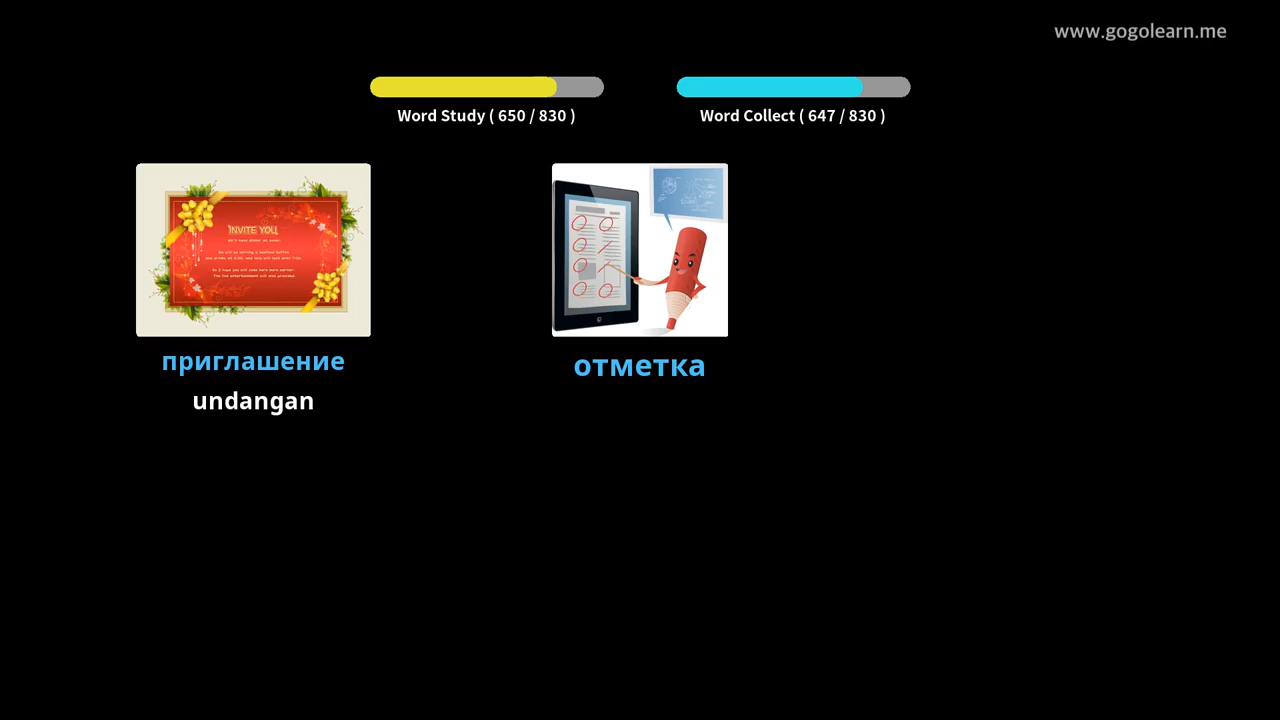 www.gogolearn.me
Word Study ( 650 / 830 )
Word Collect ( 647 / 830 )
INVITE YOU
приглашение
undangan
отметка